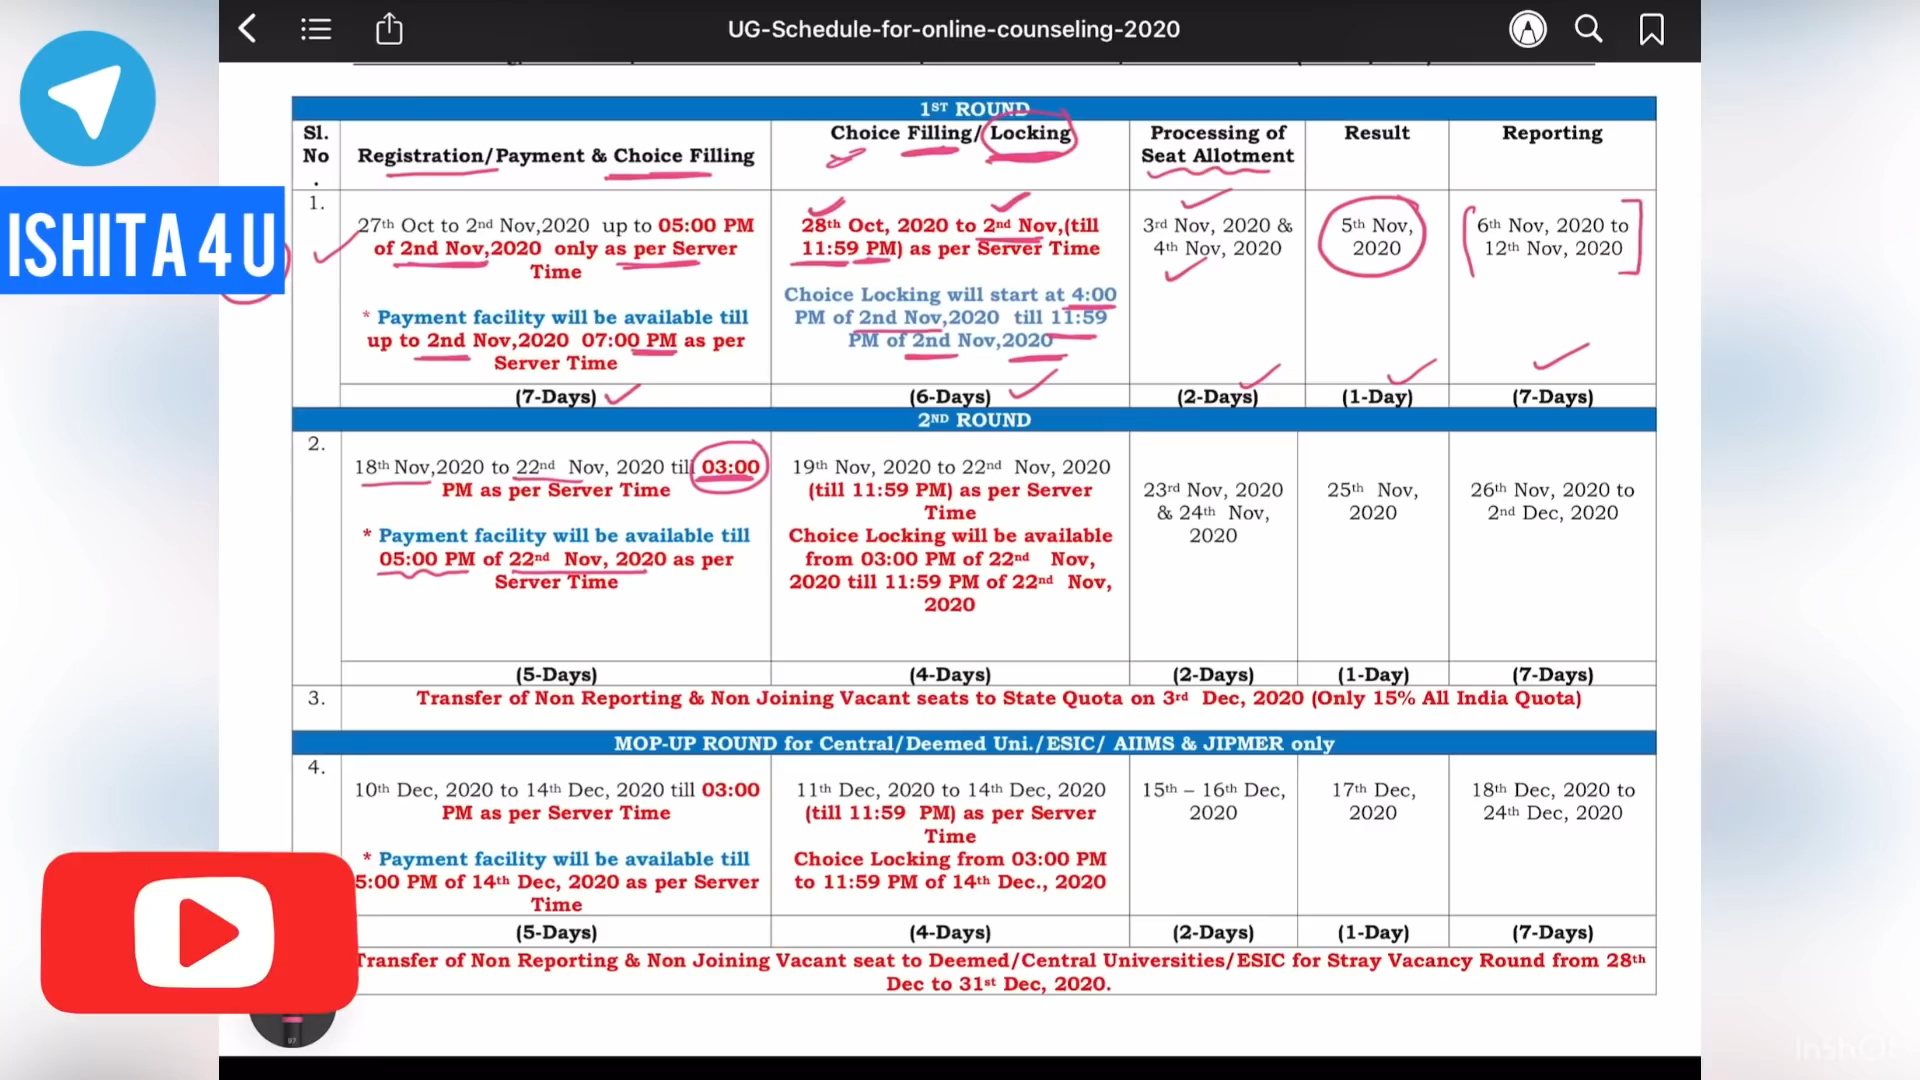 UG-Schedule-for-online-counseling-2020
ISHITA 4 U
1ST ROUND
Sl. No.
Registration/Payment & Choice Filling
Choice Filling/ Locking
Processing of Seat Allotment
Result
Reporting
1.
27th Oct to 2nd Nov,2020 up to 05:00 PM
of 2nd Nov,2020 only as per Server
Time
* Payment facility will be available till
up to 2nd Nov,2020 07:00 PM as per
Server Time
28th Oct, 2020 to 2nd Nov,(till
11:59 PM) as per Server Time
Choice Locking will start at 4:00
PM of 2nd Nov,2020 till 11:59
PM of 2nd Nov,2020
3rd Nov, 2020 &
4th Nov, 2020
5th Nov,
2020
6th Nov, 2020 to
12th Nov, 2020
(7-Days)
(6-Days)
(2-Days)
(1-Day)
(7-Days)
2ND ROUND
2.
18th Nov,2020 to 22nd Nov, 2020 till 03:00
PM as per Server Time
* Payment facility will be available till
05:00 PM of 22nd Nov, 2020 as per
Server Time
19th Nov, 2020 to 22nd Nov, 2020
(till 11:59 PM) as per Server
Time
Choice Locking will be available
from 03:00 PM of 22nd Nov,
2020 till 11:59 PM of 22nd Nov,
2020
23rd Nov, 2020
& 24th Nov,
2020
25th Nov,
2020
26th Nov, 2020 to
2nd Dec, 2020
(5-Days)
(4-Days)
(2-Days)
(1-Day)
(7-Days)
3.
Transfer of Non Reporting & Non Joining Vacant seats to State Quota on 3rd Dec, 2020 (Only 15% All India Quota)
MOP-UP ROUND for Central/Deemed Uni./ESIC/ AIIMS & JIPMER only
4.
10th Dec, 2020 to 14th Dec, 2020 till 03:00
PM as per Server Time
* Payment facility will be available till
5:00 PM of 14th Dec, 2020 as per Server
Time
11th Dec, 2020 to 14th Dec, 2020
(till 11:59 PM) as per Server
Time
Choice Locking from 03:00 PM
to 11:59 PM of 14th Dec., 2020
15th – 16th Dec,
2020
17th Dec,
2020
18th Dec, 2020 to
24th Dec, 2020
(5-Days)
(4-Days)
(2-Days)
(1-Day)
(7-Days)
Transfer of Non Reporting & Non Joining Vacant seat to Deemed/Central Universities/ESIC for Stray Vacancy Round from 28th
Dec to 31st Dec, 2020.
97